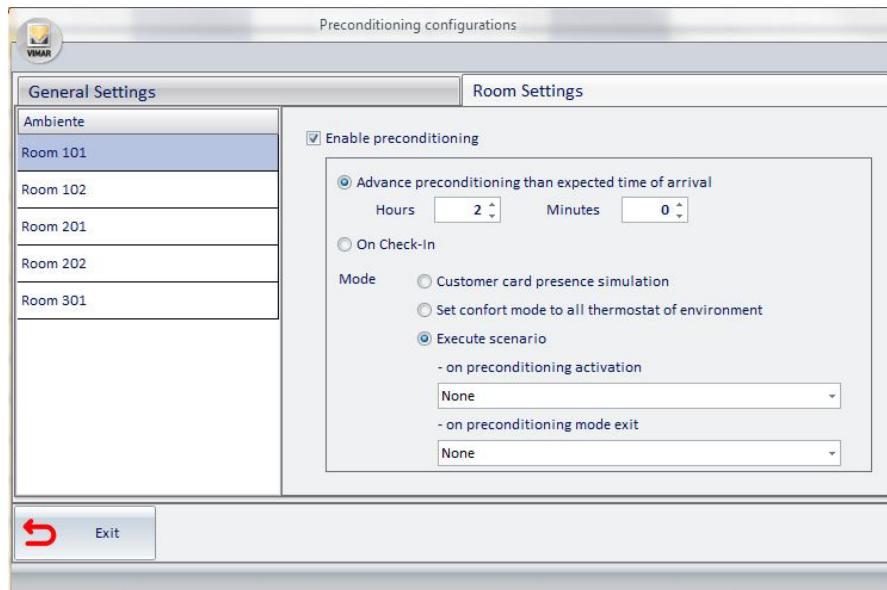 Preconditioning configurations
VIMAR
General Settings
Room Settings
Ambiente
Room 101
Room 102
Room 201
Room 202
Room 301
Enable preconditioning
Advance preconditioning than expected time of arrival
Hours 2 Minutes 0
On Check-In
Mode
Customer card presence simulation
Set confort mode to all thermostat of environment
Execute scenario
- on preconditioning activation
None
- on preconditioning mode exit
None
Exit